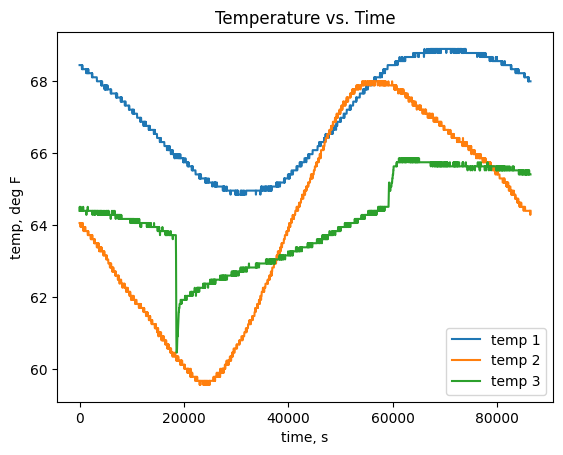 Temperature vs. Time
temp, deg F
68
66
64
62
60
0
20000
40000
60000
80000
time, s
temp 1
temp 2
temp 3